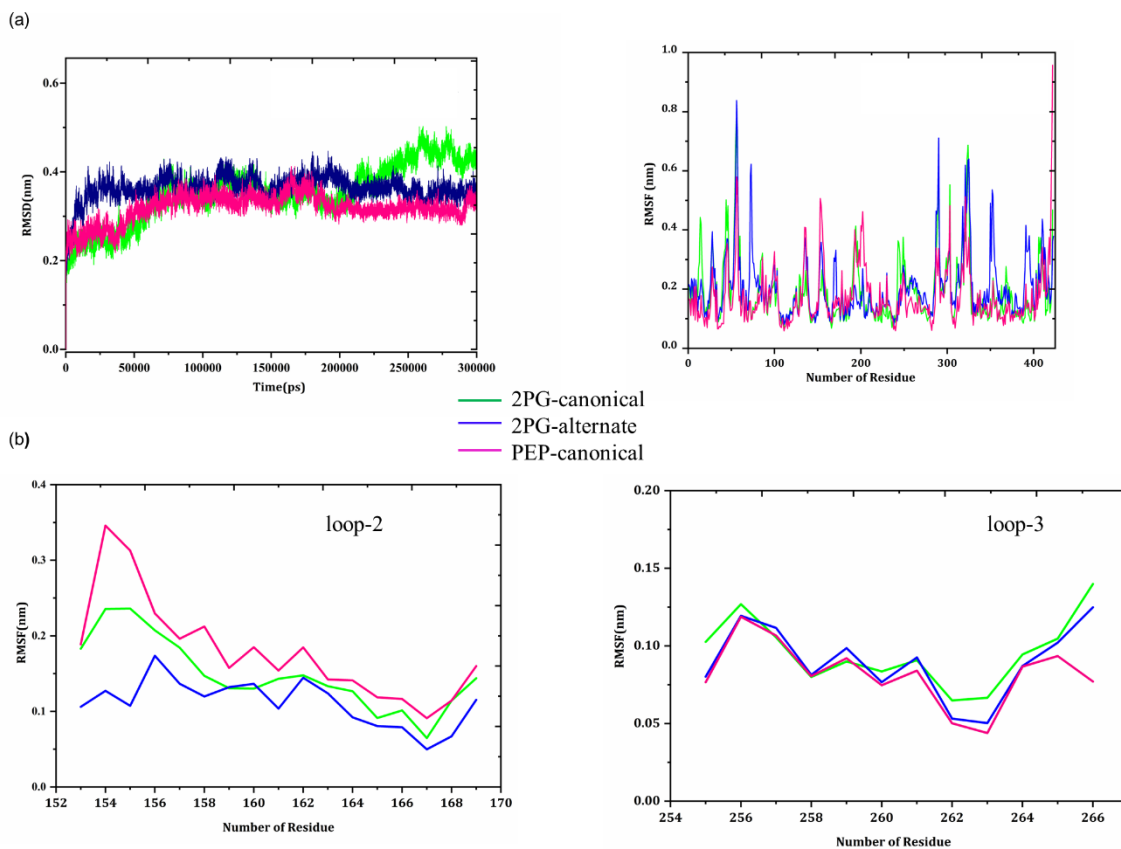 (a)
RMSD(nm)
0.6
0.4
0.2
0.0
0 50000 100000 150000 200000 250000 300000
Time(ps)
RMSF (nm)
1.0
0.8
0.6
0.4
0.2
0.0
0 100 200 300 400
Number of Residue
2PG-canonical
2PG-alternate
PEP-canonical
(b)
loop-2
RMSF(nm)
0.4
0.3
0.2
0.1
0.0
152 154 156 158 160 162 164 166 168 170
Number of Residue
loop-3
RMSF(nm)
0.20
0.15
0.10
0.05
0.00
254 256 258 260 262 264 266
Number of Residue